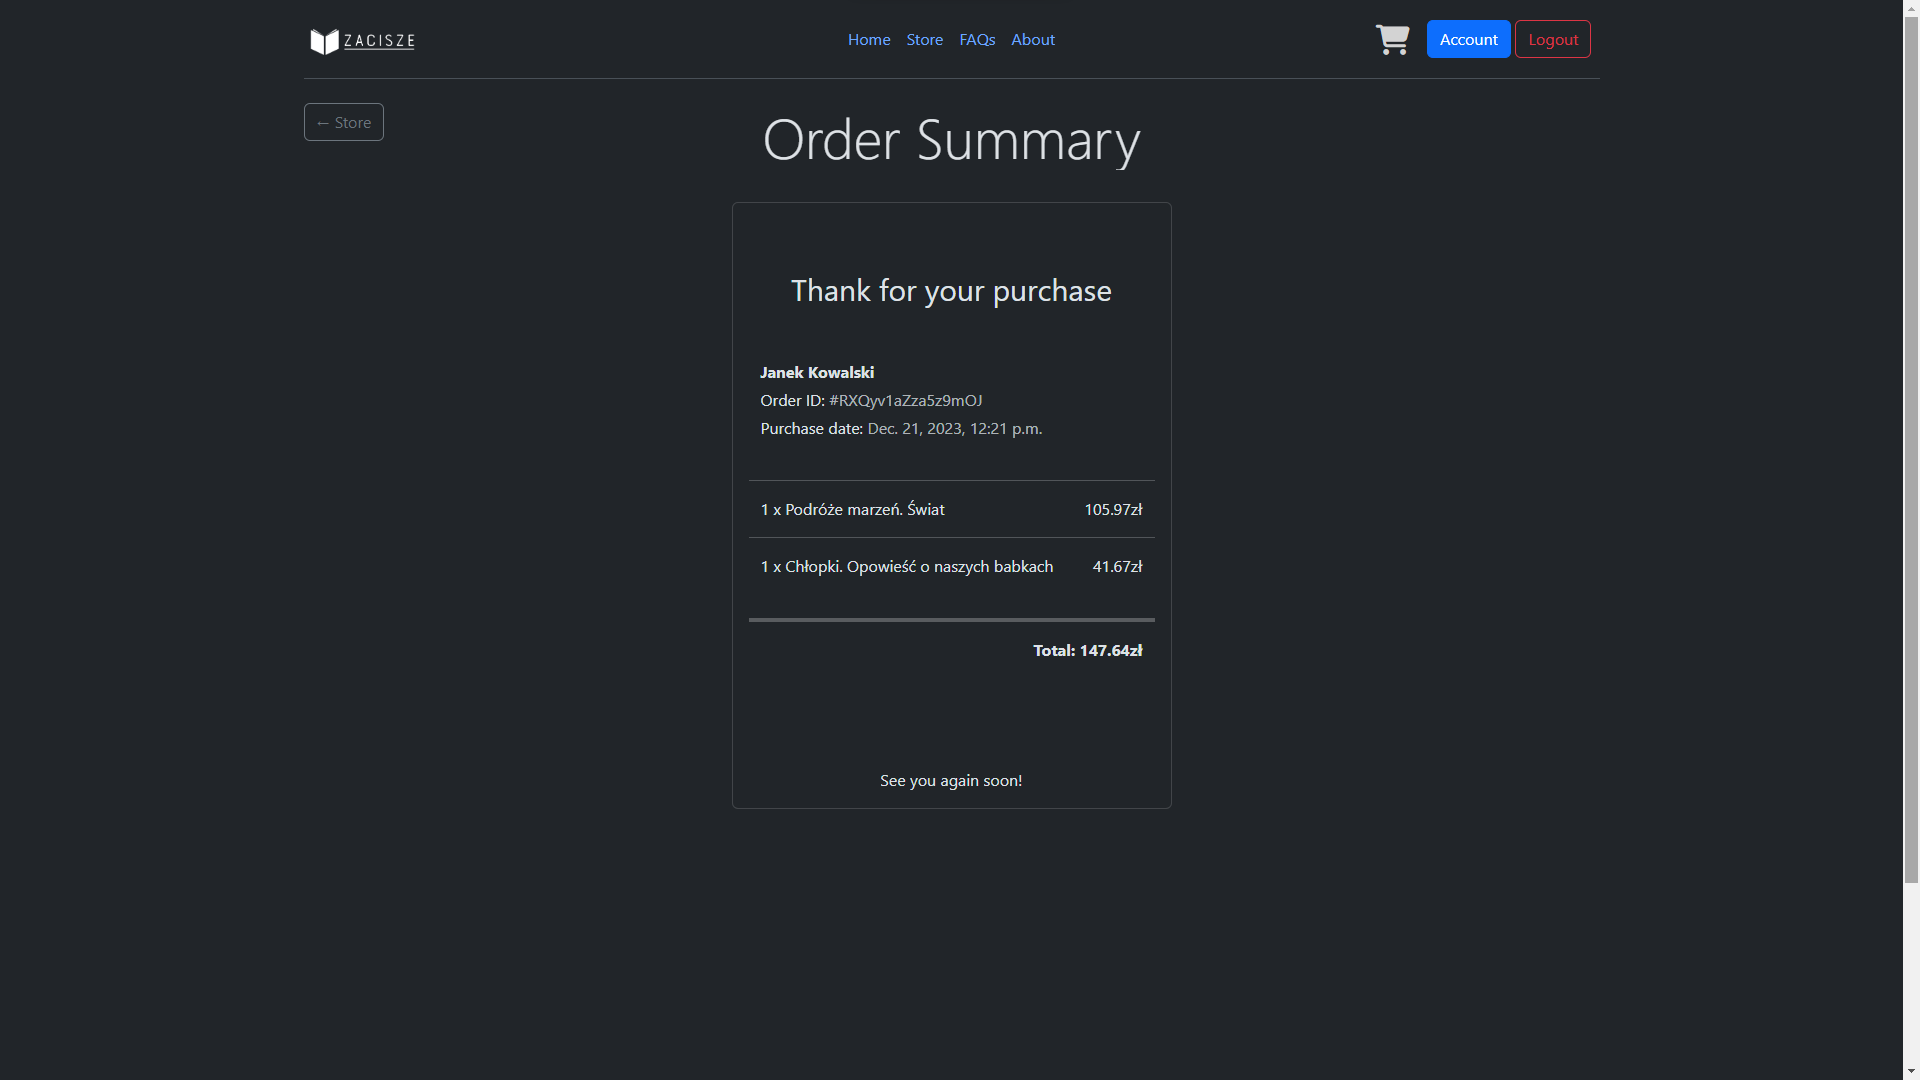 ZACISZE
Home Store FAQs About
Account Logout
← Store
Order Summary
Thank for your purchase
Janek Kowalski
Order ID: #RXQyv1aZza5z9mOJ
Purchase date: Dec. 21, 2023, 12:21 p.m.
1 x Podróże marzeń. Świat 105.97zł
1 x Chłopki. Opowieść o naszych babkach 41.67zł
Total: 147.64zł
See you again soon!